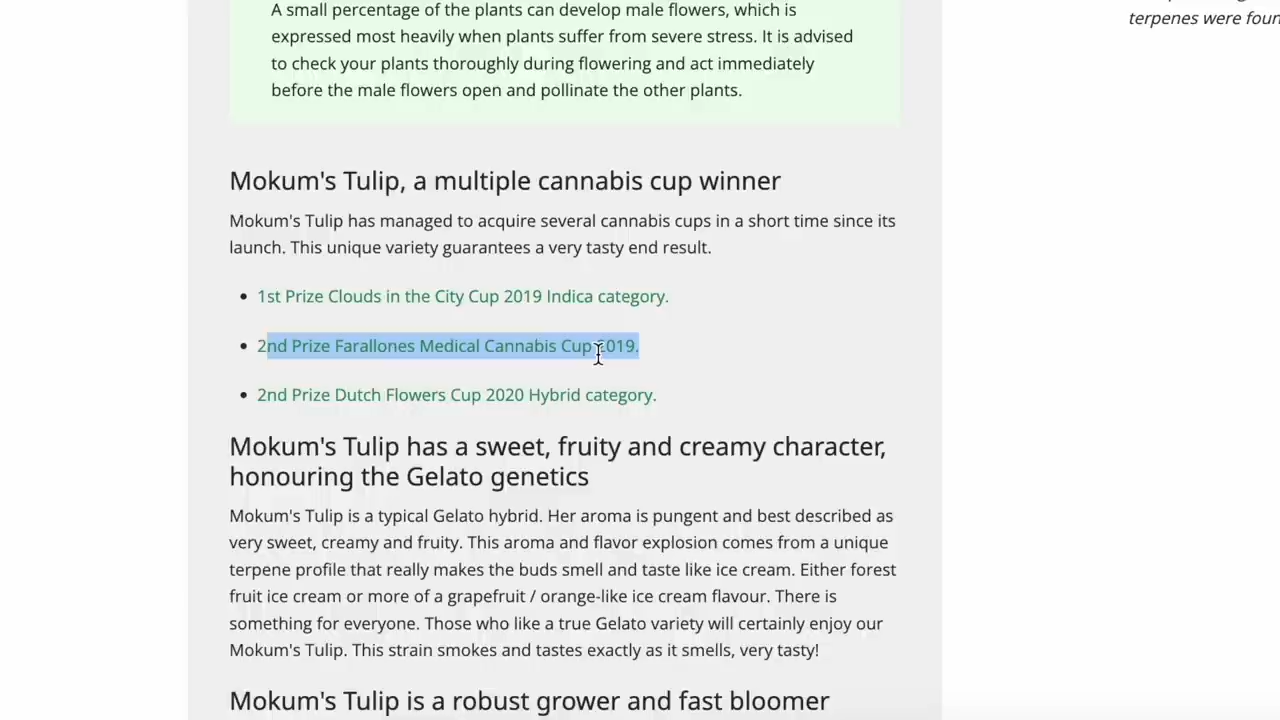 A small percentage of the plants can develop male flowers, which is
expressed most heavily when plants suffer from severe stress. It is advised
to check your plants thoroughly during flowering and act immediately
before the male flowers open and pollinate the other plants.
terpenes were foun
Mokum's Tulip, a multiple cannabis cup winner
Mokum's Tulip has managed to acquire several cannabis cups in a short time since its
launch. This unique variety guarantees a very tasty end result.
1st Prize Clouds in the City Cup 2019 Indica category.
2nd Prize Farallones Medical Cannabis Cup 2019.
2nd Prize Dutch Flowers Cup 2020 Hybrid category.
Mokum's Tulip has a sweet, fruity and creamy character,
honouring the Gelato genetics
Mokum's Tulip is a typical Gelato hybrid. Her aroma is pungent and best described as
very sweet, creamy and fruity. This aroma and flavor explosion comes from a unique
terpene profile that really makes the buds smell and taste like ice cream. Either forest
fruit ice cream or more of a grapefruit / orange-like ice cream flavour. There is
something for everyone. Those who like a true Gelato variety will certainly enjoy our
Mokum's Tulip. This strain smokes and tastes exactly as it smells, very tasty!
Mokum's Tulip is a robust grower and fast bloomer